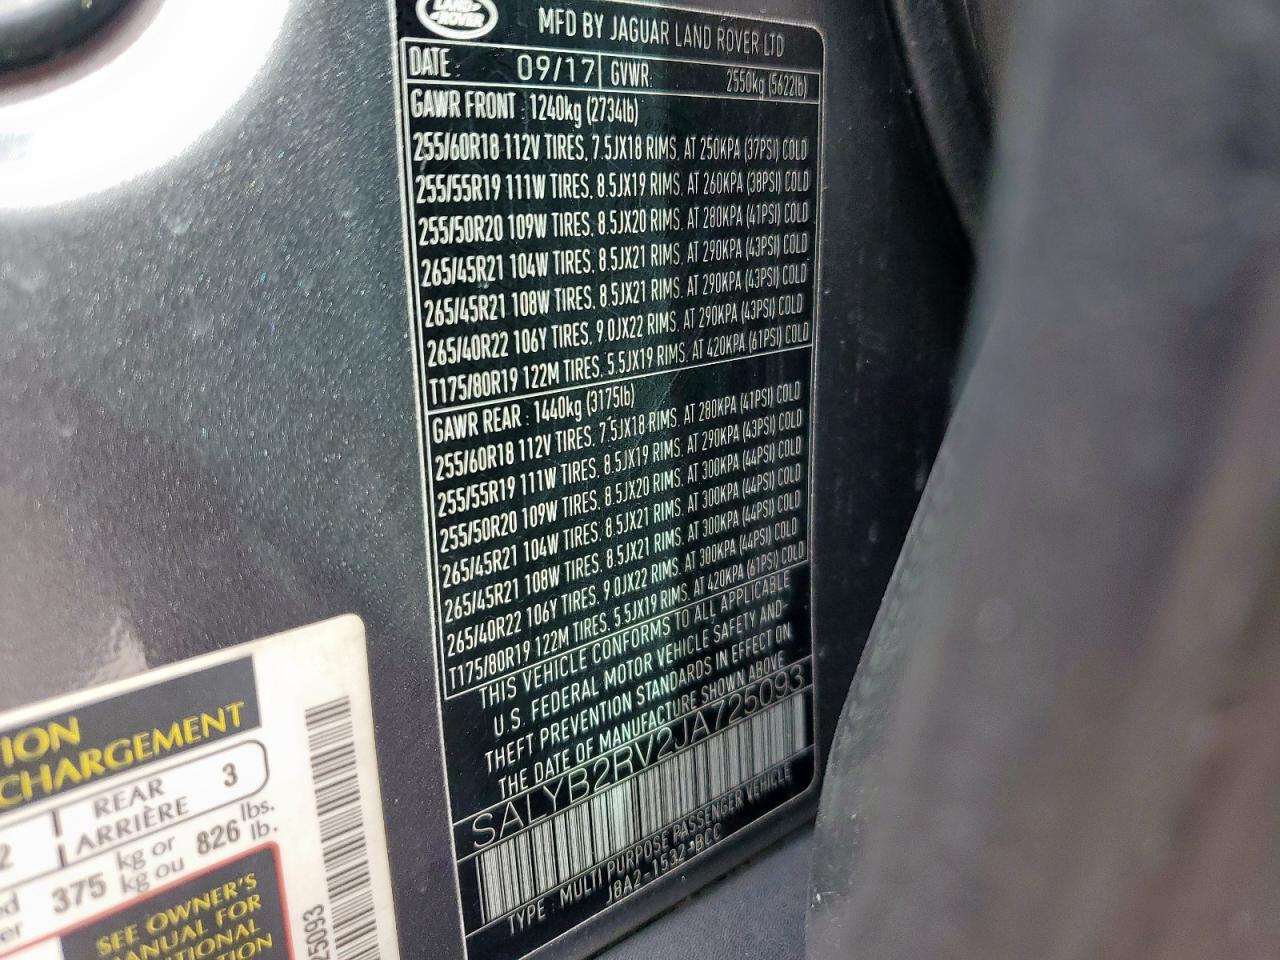 LAND
ROVER
MFD BY JAGUAR LAND ROVER LTD
DATE: 09/17 GVWR: 2550kg (5622lb)
GAWR FRONT : 1240kg (2734lb)
255/60R18 112V TIRES, 7.5JX18 RIMS, AT 250KPA (37PSI) COLD
255/55R19 111W TIRES, 8.5JX19 RIMS, AT 260KPA (38PSI) COLD
255/50R20 109W TIRES, 8.5JX20 RIMS, AT 280KPA (41PSI) COLD
265/45R21 104W TIRES, 8.5JX21 RIMS, AT 290KPA (43PSI) COLD
265/45R21 108W TIRES, 8.5JX21 RIMS, AT 290KPA (43PSI) COLD
265/40R22 106Y TIRES, 9.0JX22 RIMS, AT 290KPA (43PSI) COLD
T175/80R19 122M TIRES, 5.5JX19 RIMS, AT 420KPA (61PSI) COLD
GAWR REAR : 1440kg (3175lb)
255/60R18 112V TIRES, 7.5JX18 RIMS, AT 280KPA (41PSI) COLD
255/55R19 111W TIRES, 8.5JX19 RIMS, AT 290KPA (43PSI) COLD
255/50R20 109W TIRES, 8.5JX20 RIMS, AT 300KPA (44PSI) COLD
265/45R21 104W TIRES, 8.5JX21 RIMS, AT 300KPA (44PSI) COLD
265/45R21 108W TIRES, 8.5JX21 RIMS, AT 300KPA (44PSI) COLD
265/40R22 106Y TIRES, 9.0JX22 RIMS, AT 300KPA (44PSI) COLD
T175/80R19 122M TIRES, 5.5JX19 RIMS, AT 420KPA (61PSI) COLD
THIS VEHICLE CONFORMS TO ALL APPLICABLE
U.S. FEDERAL MOTOR VEHICLE SAFETY AND
THEFT PREVENTION STANDARDS IN EFFECT ON
THE DATE OF MANUFACTURE SHOWN ABOVE
SALYB2RV2JA725093
TYPE : MULTI PURPOSE PASSENGER VEHICLE
J8A2-1532-BCC
TION
CHARGEMENT
2 REAR ARRIÈRE 3
375 kg or kg ou 826 lbs. lb.
SEE OWNER'S
MANUAL FOR
25093